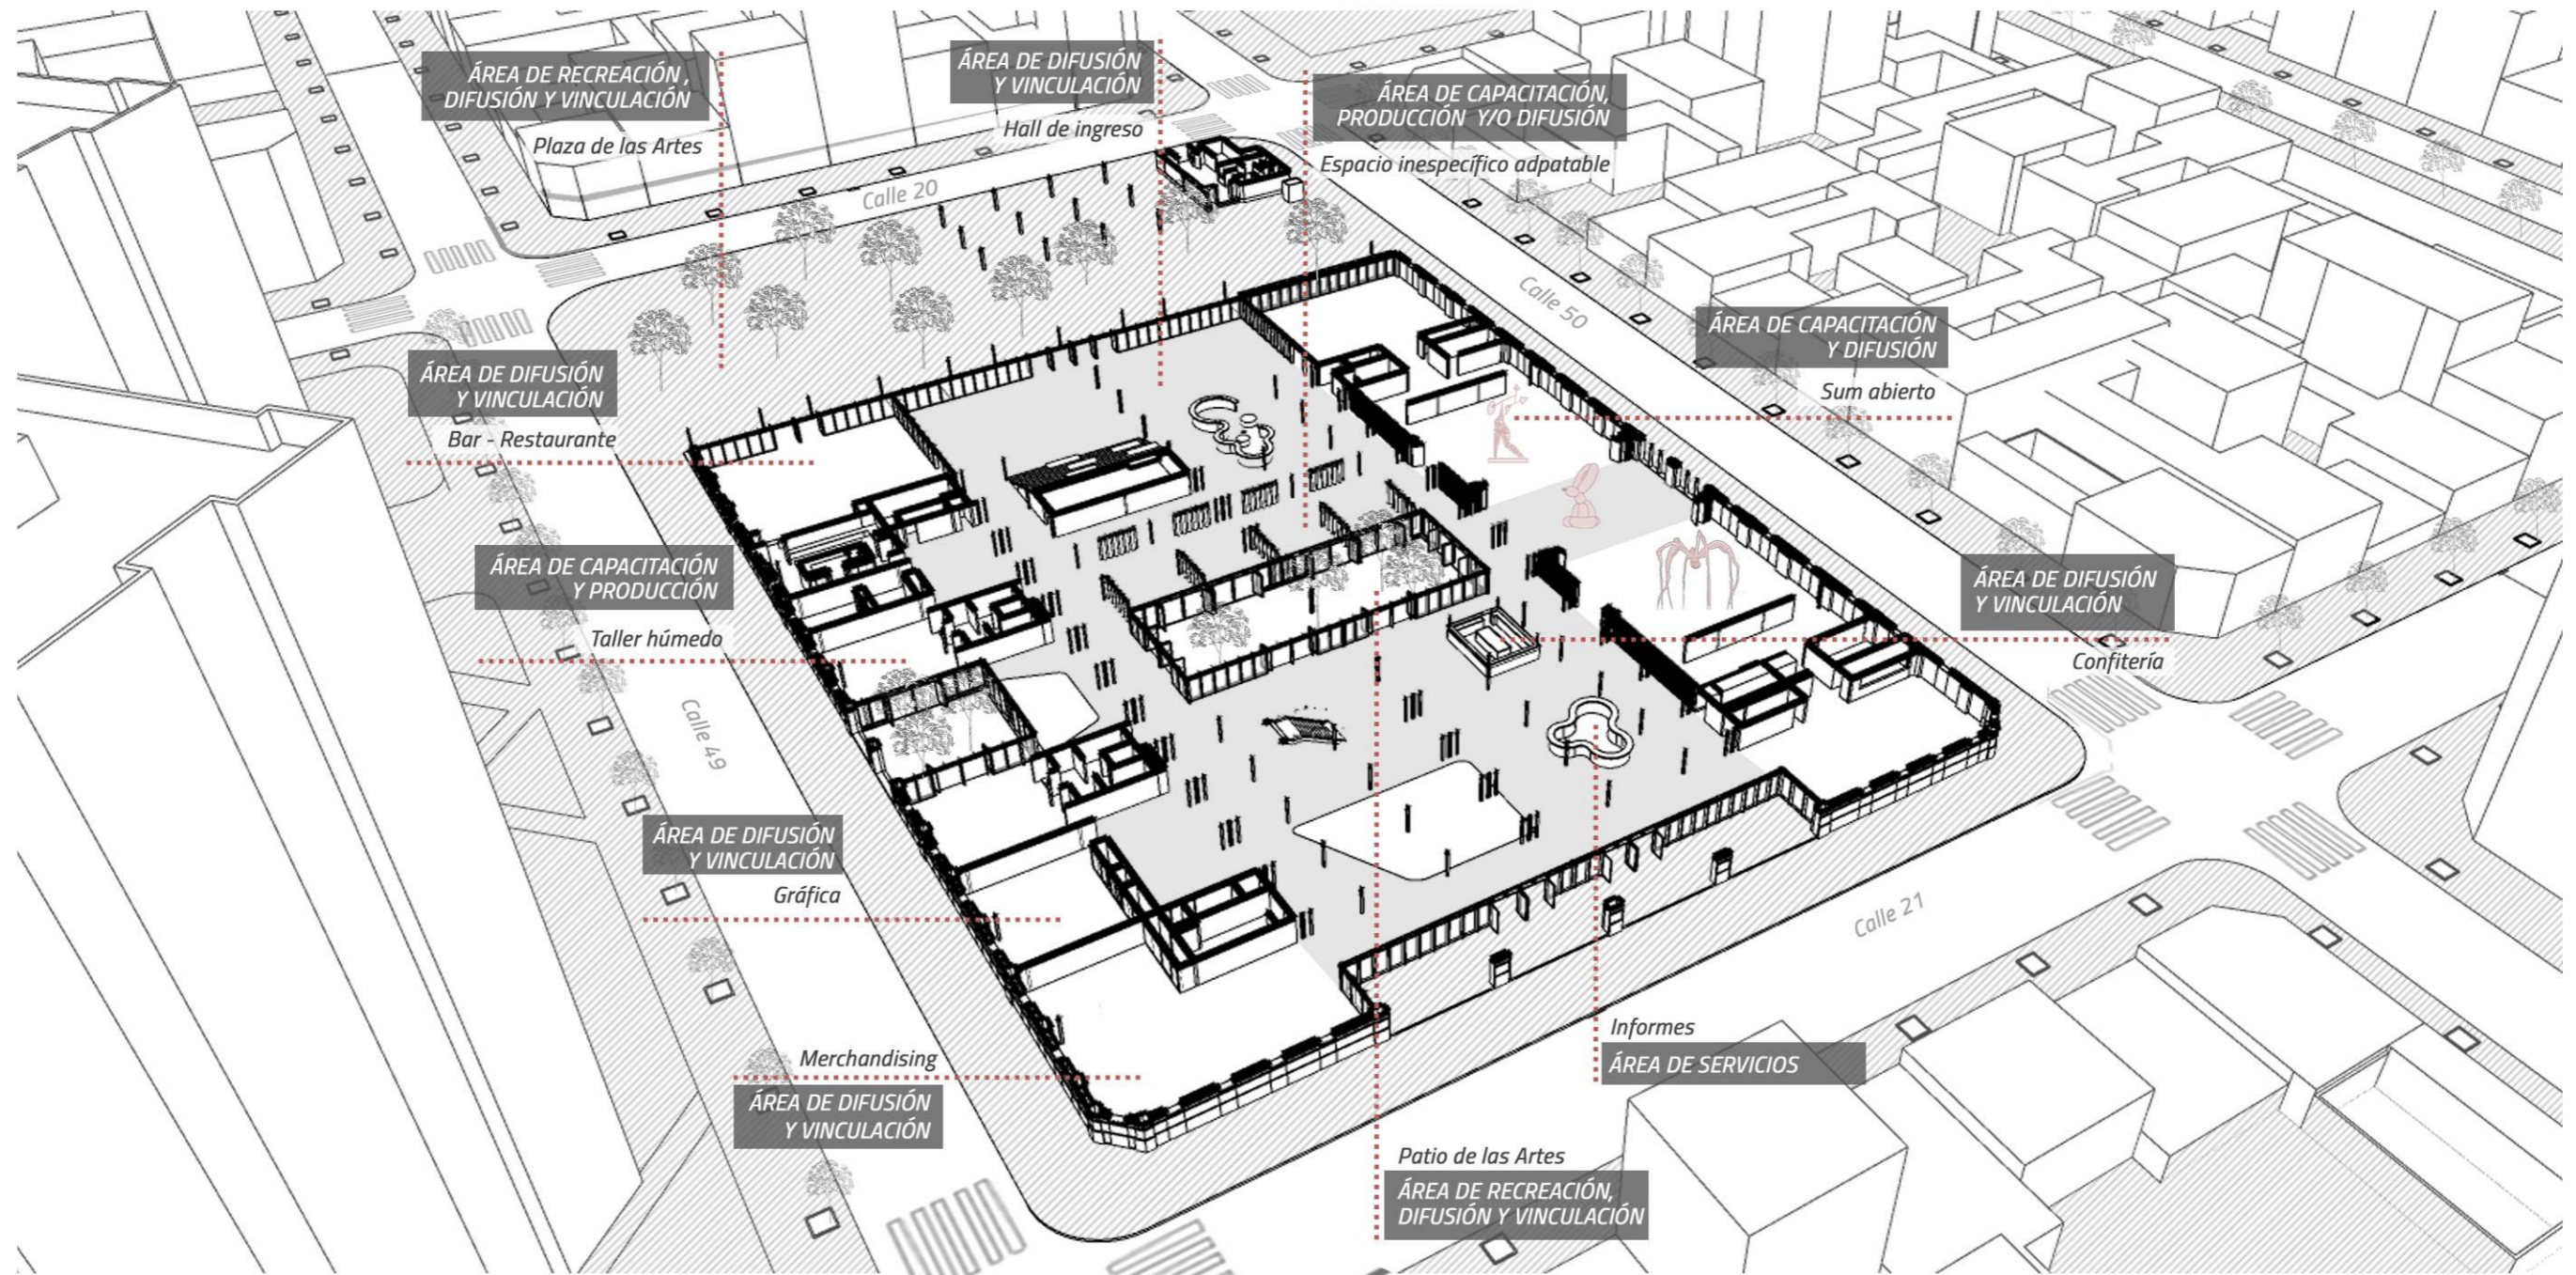 ÁREA DE RECREACIÓN ,
DIFUSIÓN Y VINCULACIÓN
Plaza de las Artes
ÁREA DE DIFUSIÓN
Y VINCULACIÓN
Hall de ingreso
ÁREA DE CAPACITACIÓN,
PRODUCCIÓN Y/O DIFUSIÓN
Espacio inespecífico adpatable
Calle 20
Calle 50
ÁREA DE CAPACITACIÓN
Y DIFUSIÓN
Sum abierto
ÁREA DE DIFUSIÓN
Y VINCULACIÓN
Bar - Restaurante
ÁREA DE CAPACITACIÓN
Y PRODUCCIÓN
Taller húmedo
ÁREA DE DIFUSIÓN
Y VINCULACIÓN
Confitería
Calle 49
ÁREA DE DIFUSIÓN
Y VINCULACIÓN
Gráfica
Calle 21
Informes
ÁREA DE SERVICIOS
Merchandising
ÁREA DE DIFUSIÓN
Y VINCULACIÓN
Patio de las Artes
ÁREA DE RECREACIÓN,
DIFUSIÓN Y VINCULACIÓN